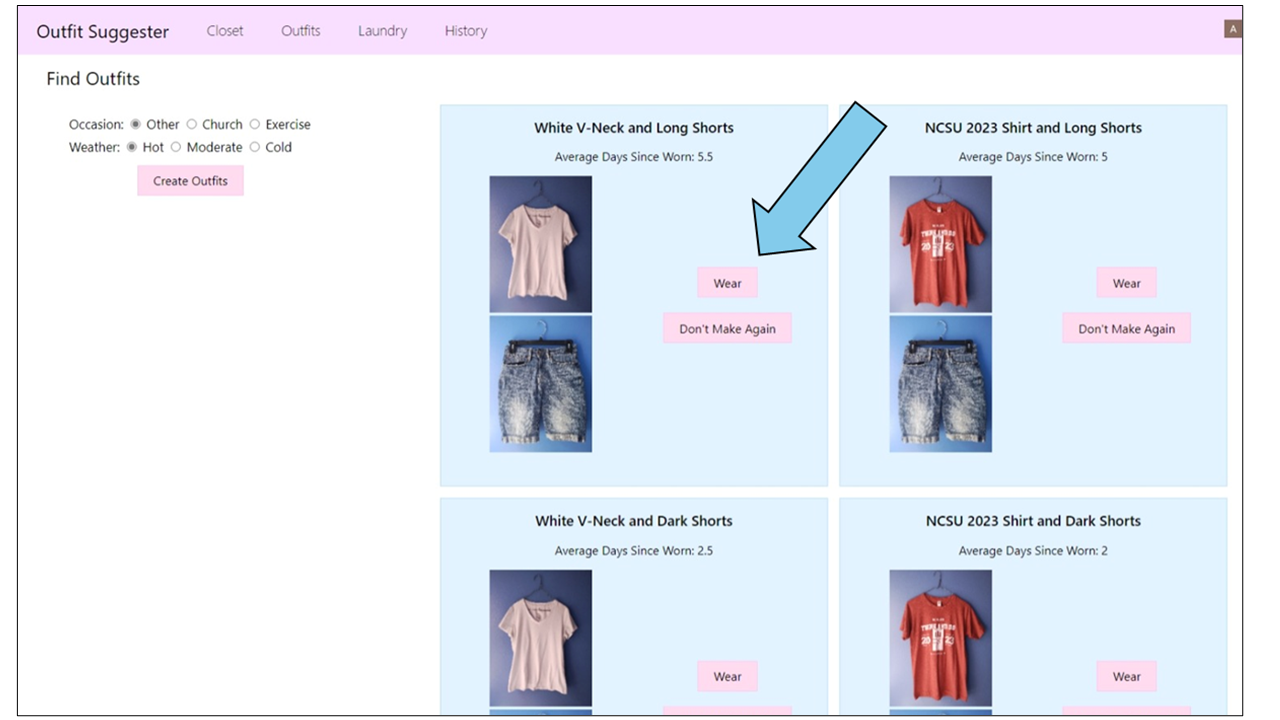 Outfit Suggester Closet Outfits Laundry History A
Find Outfits
Occasion: Other Church Exercise
Weather: Hot Moderate Cold
Create Outfits
White V-Neck and Long Shorts
Average Days Since Worn: 5.5
Wear
Don't Make Again
NCSU 2023 Shirt and Long Shorts
Average Days Since Worn: 5
Wear
Don't Make Again
White V-Neck and Dark Shorts
Average Days Since Worn: 2.5
Wear
NCSU 2023 Shirt and Dark Shorts
Average Days Since Worn: 2
Wear